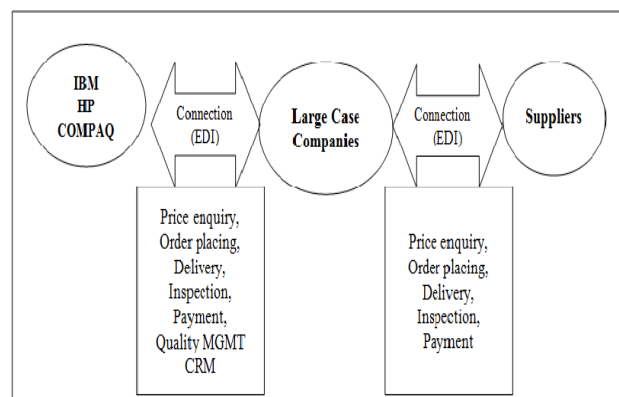 IBM
HP
COMPAQ
Connection
(EDI)
Large Case
Companies
Connection
(EDI)
Suppliers
Price enquiry,
Order placing,
Delivery,
Inspection,
Payment,
Quality MGMT
CRM
Price enquiry,
Order placing,
Delivery,
Inspection,
Payment